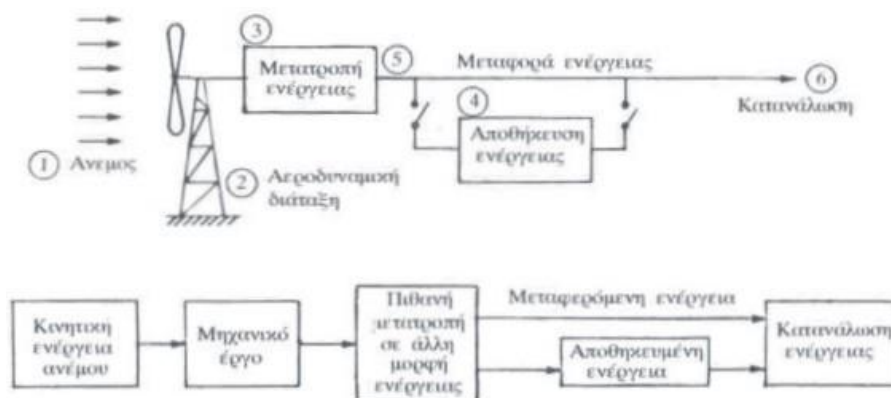 ③
Μετατροπή
ενέργειας
⑤
Μεταφορά ενέργειας
⑥
Κατανάλωση
④
Αποθήκευση
ενέργειας
① Ανεμος
② Αεροδυναμική
διάταξη
Κινητική
ενέργεια
ανέμου
Μηχανικό
έργο
Πιθανή
μετατροπή
σε άλλη
μορφή
ενέργειας
Μεταφερόμενη ενέργεια
Αποθηκευμένη
ενέργεια
Κατανάλωση
ενέργειας